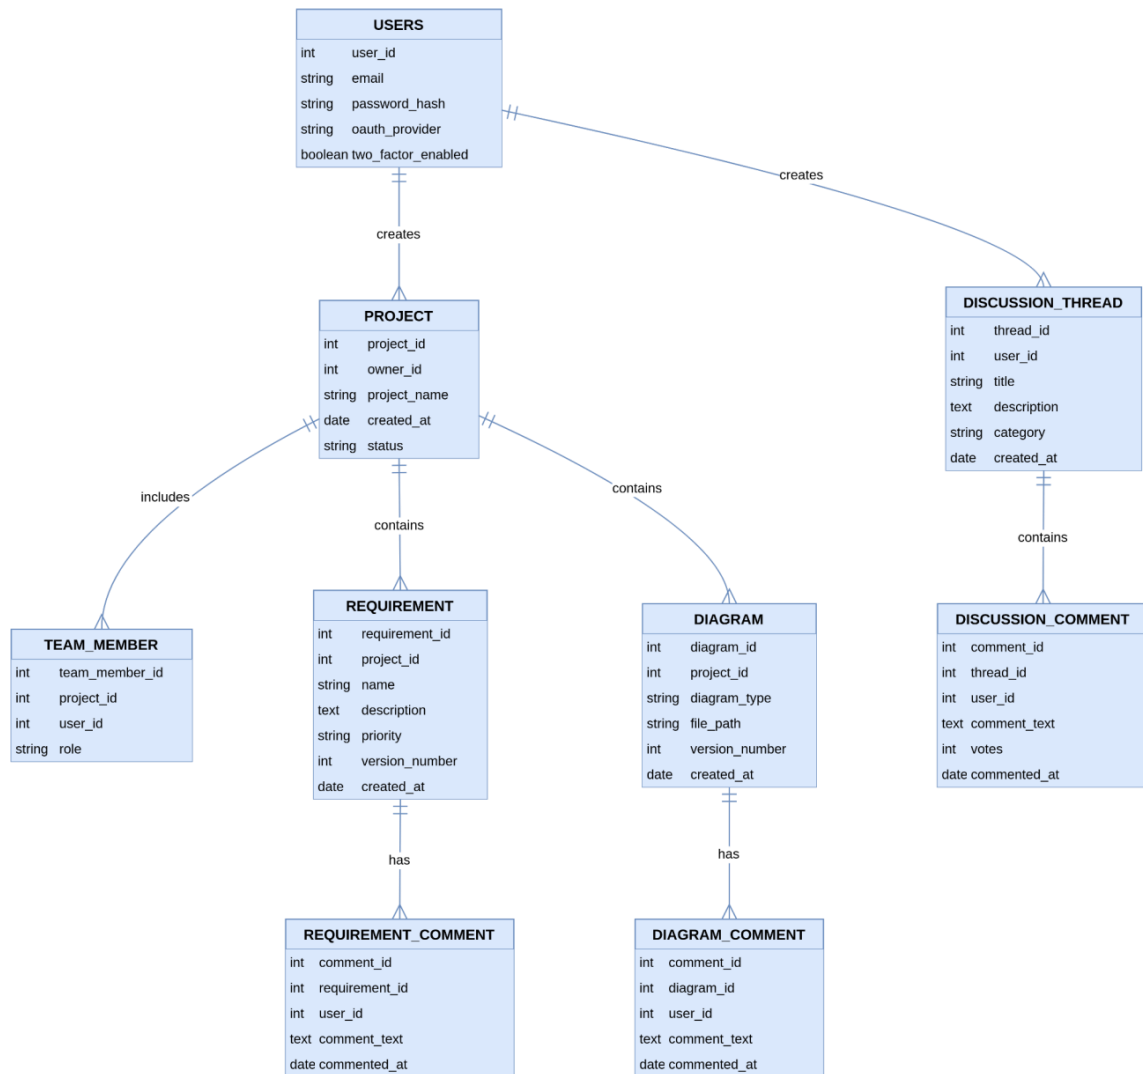 USERS
int user_id
string email
string password_hash
string oauth_provider
boolean two_factor_enabled
creates
creates
PROJECT
int project_id
int owner_id
string project_name
date created_at
string status
DISCUSSION_THREAD
int thread_id
int user_id
string title
text description
string category
date created_at
includes
contains
contains
contains
TEAM_MEMBER
int team_member_id
int project_id
int user_id
string role
REQUIREMENT
int requirement_id
int project_id
string name
text description
string priority
int version_number
date created_at
DIAGRAM
int diagram_id
int project_id
string diagram_type
string file_path
int version_number
date created_at
DISCUSSION_COMMENT
int comment_id
int thread_id
int user_id
text comment_text
int votes
date commented_at
has
has
REQUIREMENT_COMMENT
int comment_id
int requirement_id
int user_id
text comment_text
date commented_at
DIAGRAM_COMMENT
int comment_id
int diagram_id
int user_id
text comment_text
date commented_at